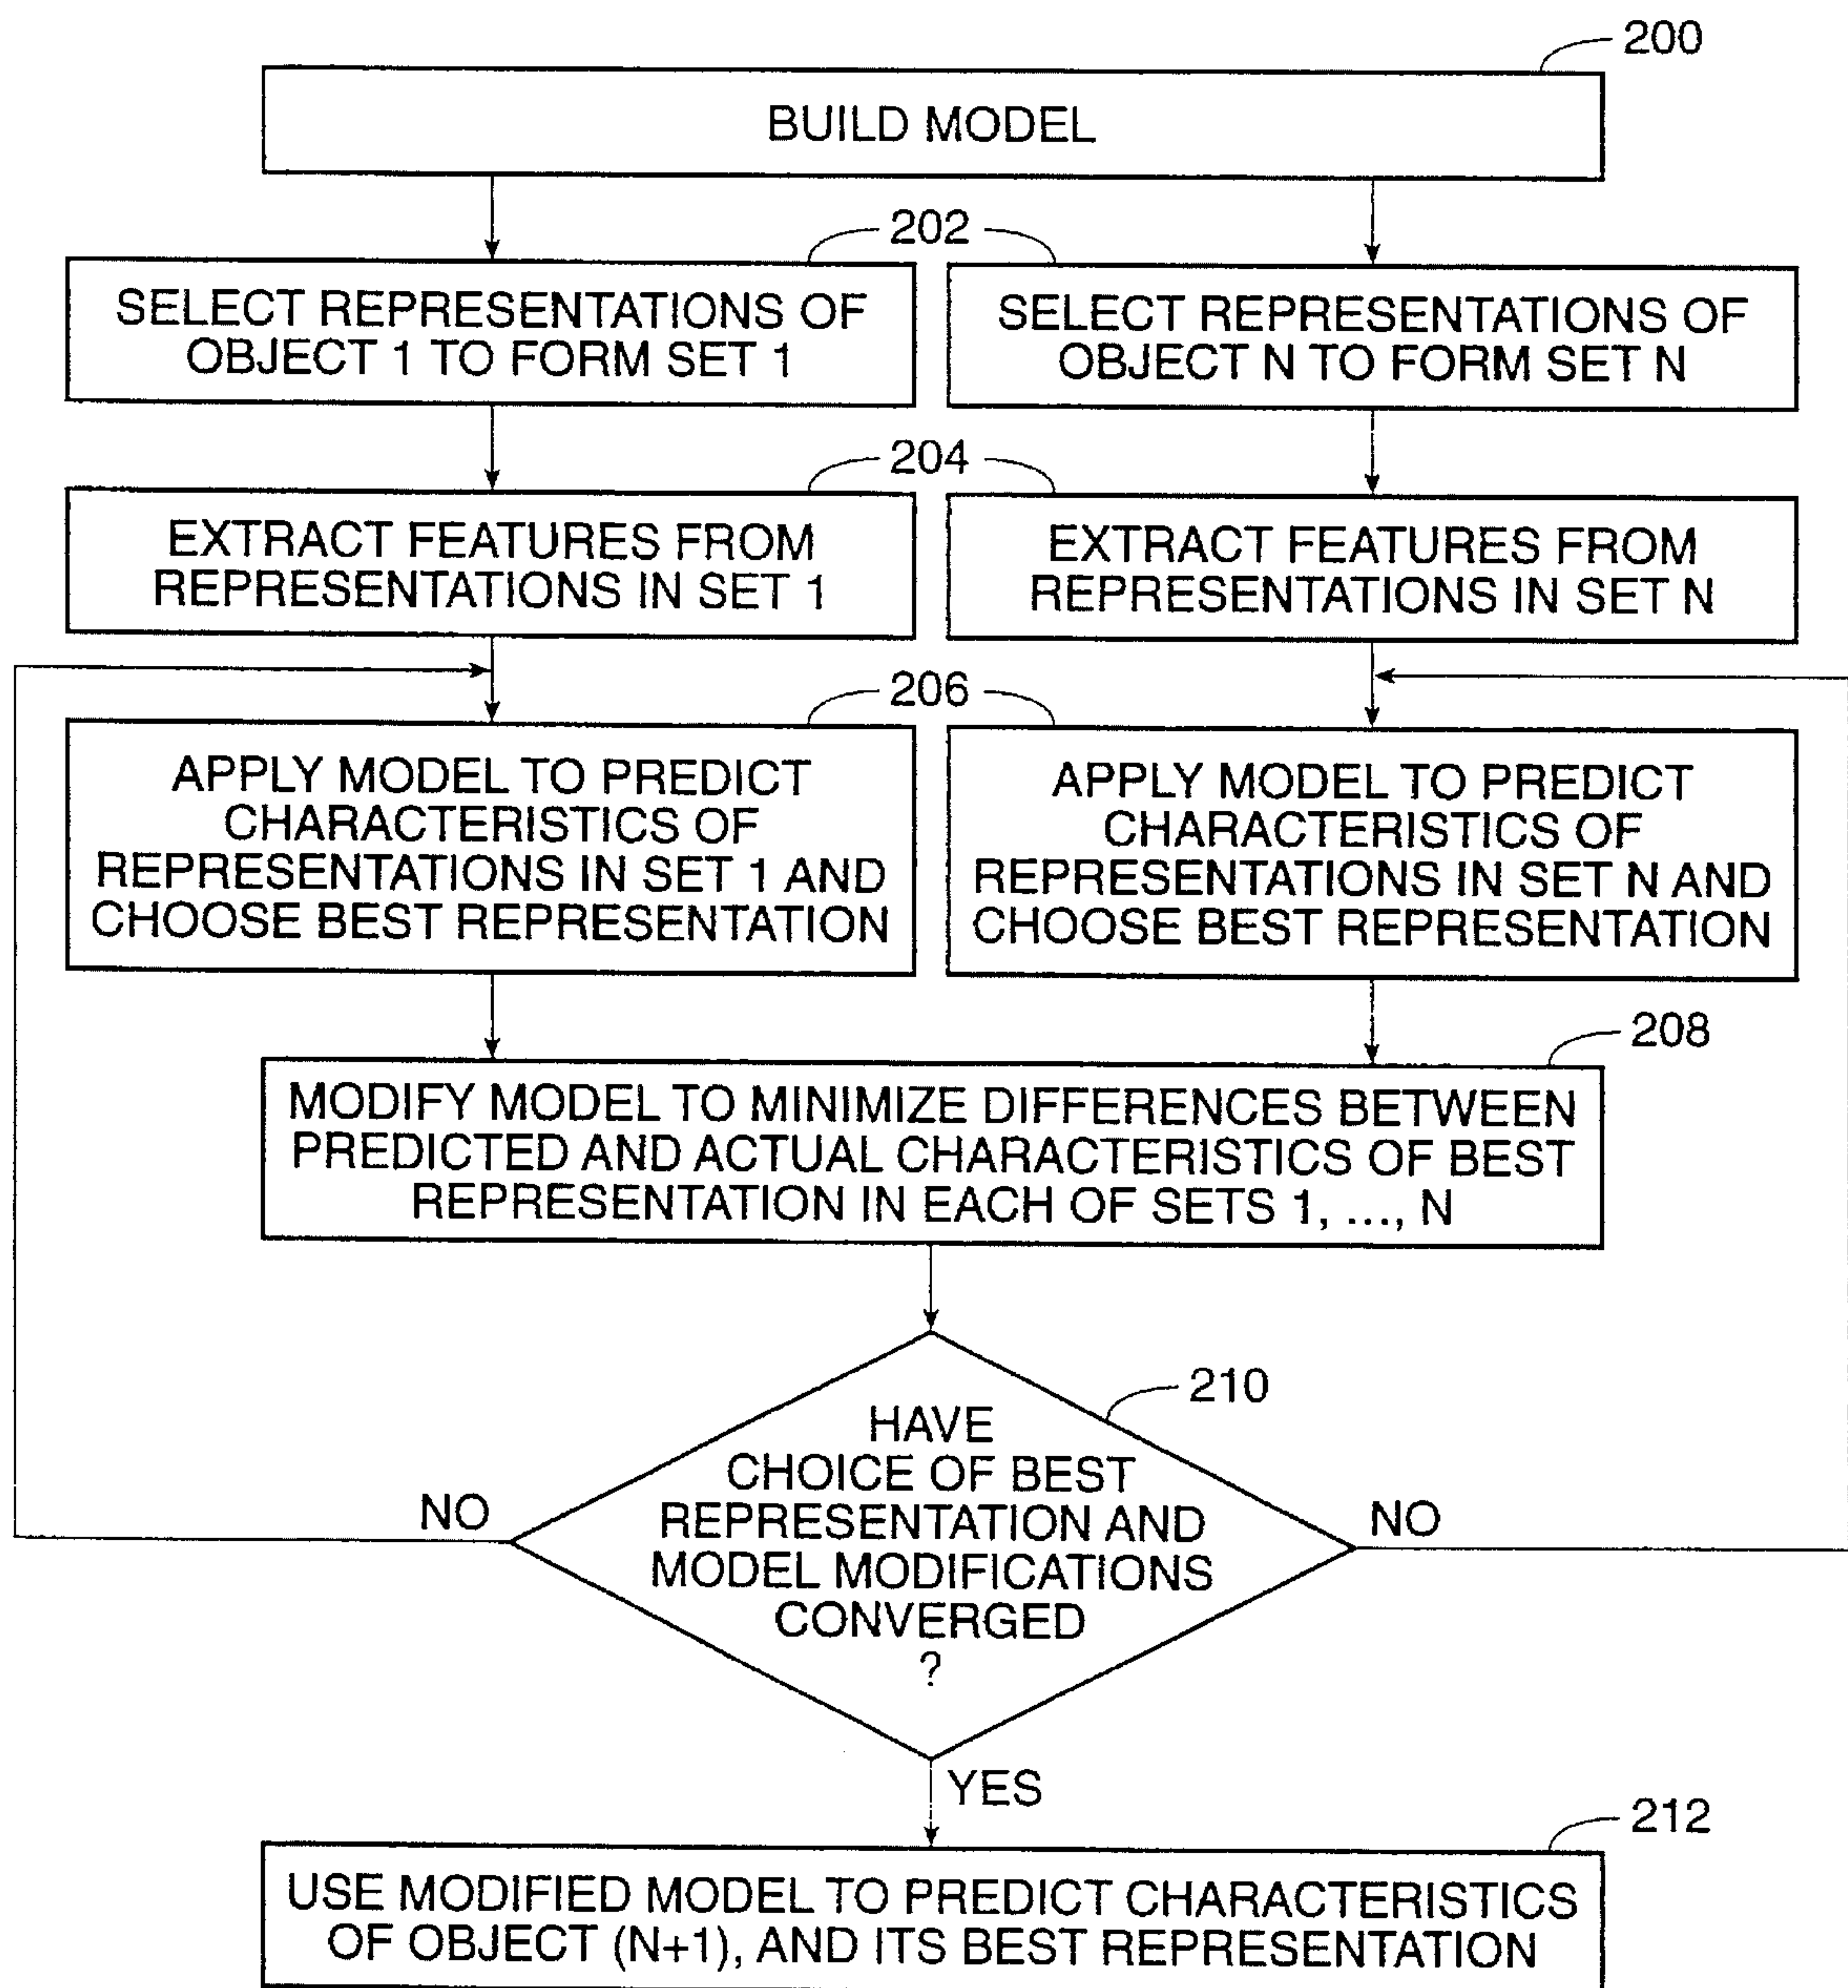 200
BUILD MODEL
202
SELECT REPRESENTATIONS OF
OBJECT 1 TO FORM SET 1
SELECT REPRESENTATIONS OF
OBJECT N TO FORM SET N
204
EXTRACT FEATURES FROM
REPRESENTATIONS IN SET 1
EXTRACT FEATURES FROM
REPRESENTATIONS IN SET N
206
APPLY MODEL TO PREDICT
CHARACTERISTICS OF
REPRESENTATIONS IN SET 1 AND
CHOOSE BEST REPRESENTATION
APPLY MODEL TO PREDICT
CHARACTERISTICS OF
REPRESENTATIONS IN SET N AND
CHOOSE BEST REPRESENTATION
208
MODIFY MODEL TO MINIMIZE DIFFERENCES BETWEEN
PREDICTED AND ACTUAL CHARACTERISTICS OF BEST
REPRESENTATION IN EACH OF SETS 1, ..., N
210
HAVE
CHOICE OF BEST
REPRESENTATION AND
MODEL MODIFICATIONS
CONVERGED
?
NO
NO
YES
212
USE MODIFIED MODEL TO PREDICT CHARACTERISTICS
OF OBJECT (N+1), AND ITS BEST REPRESENTATION